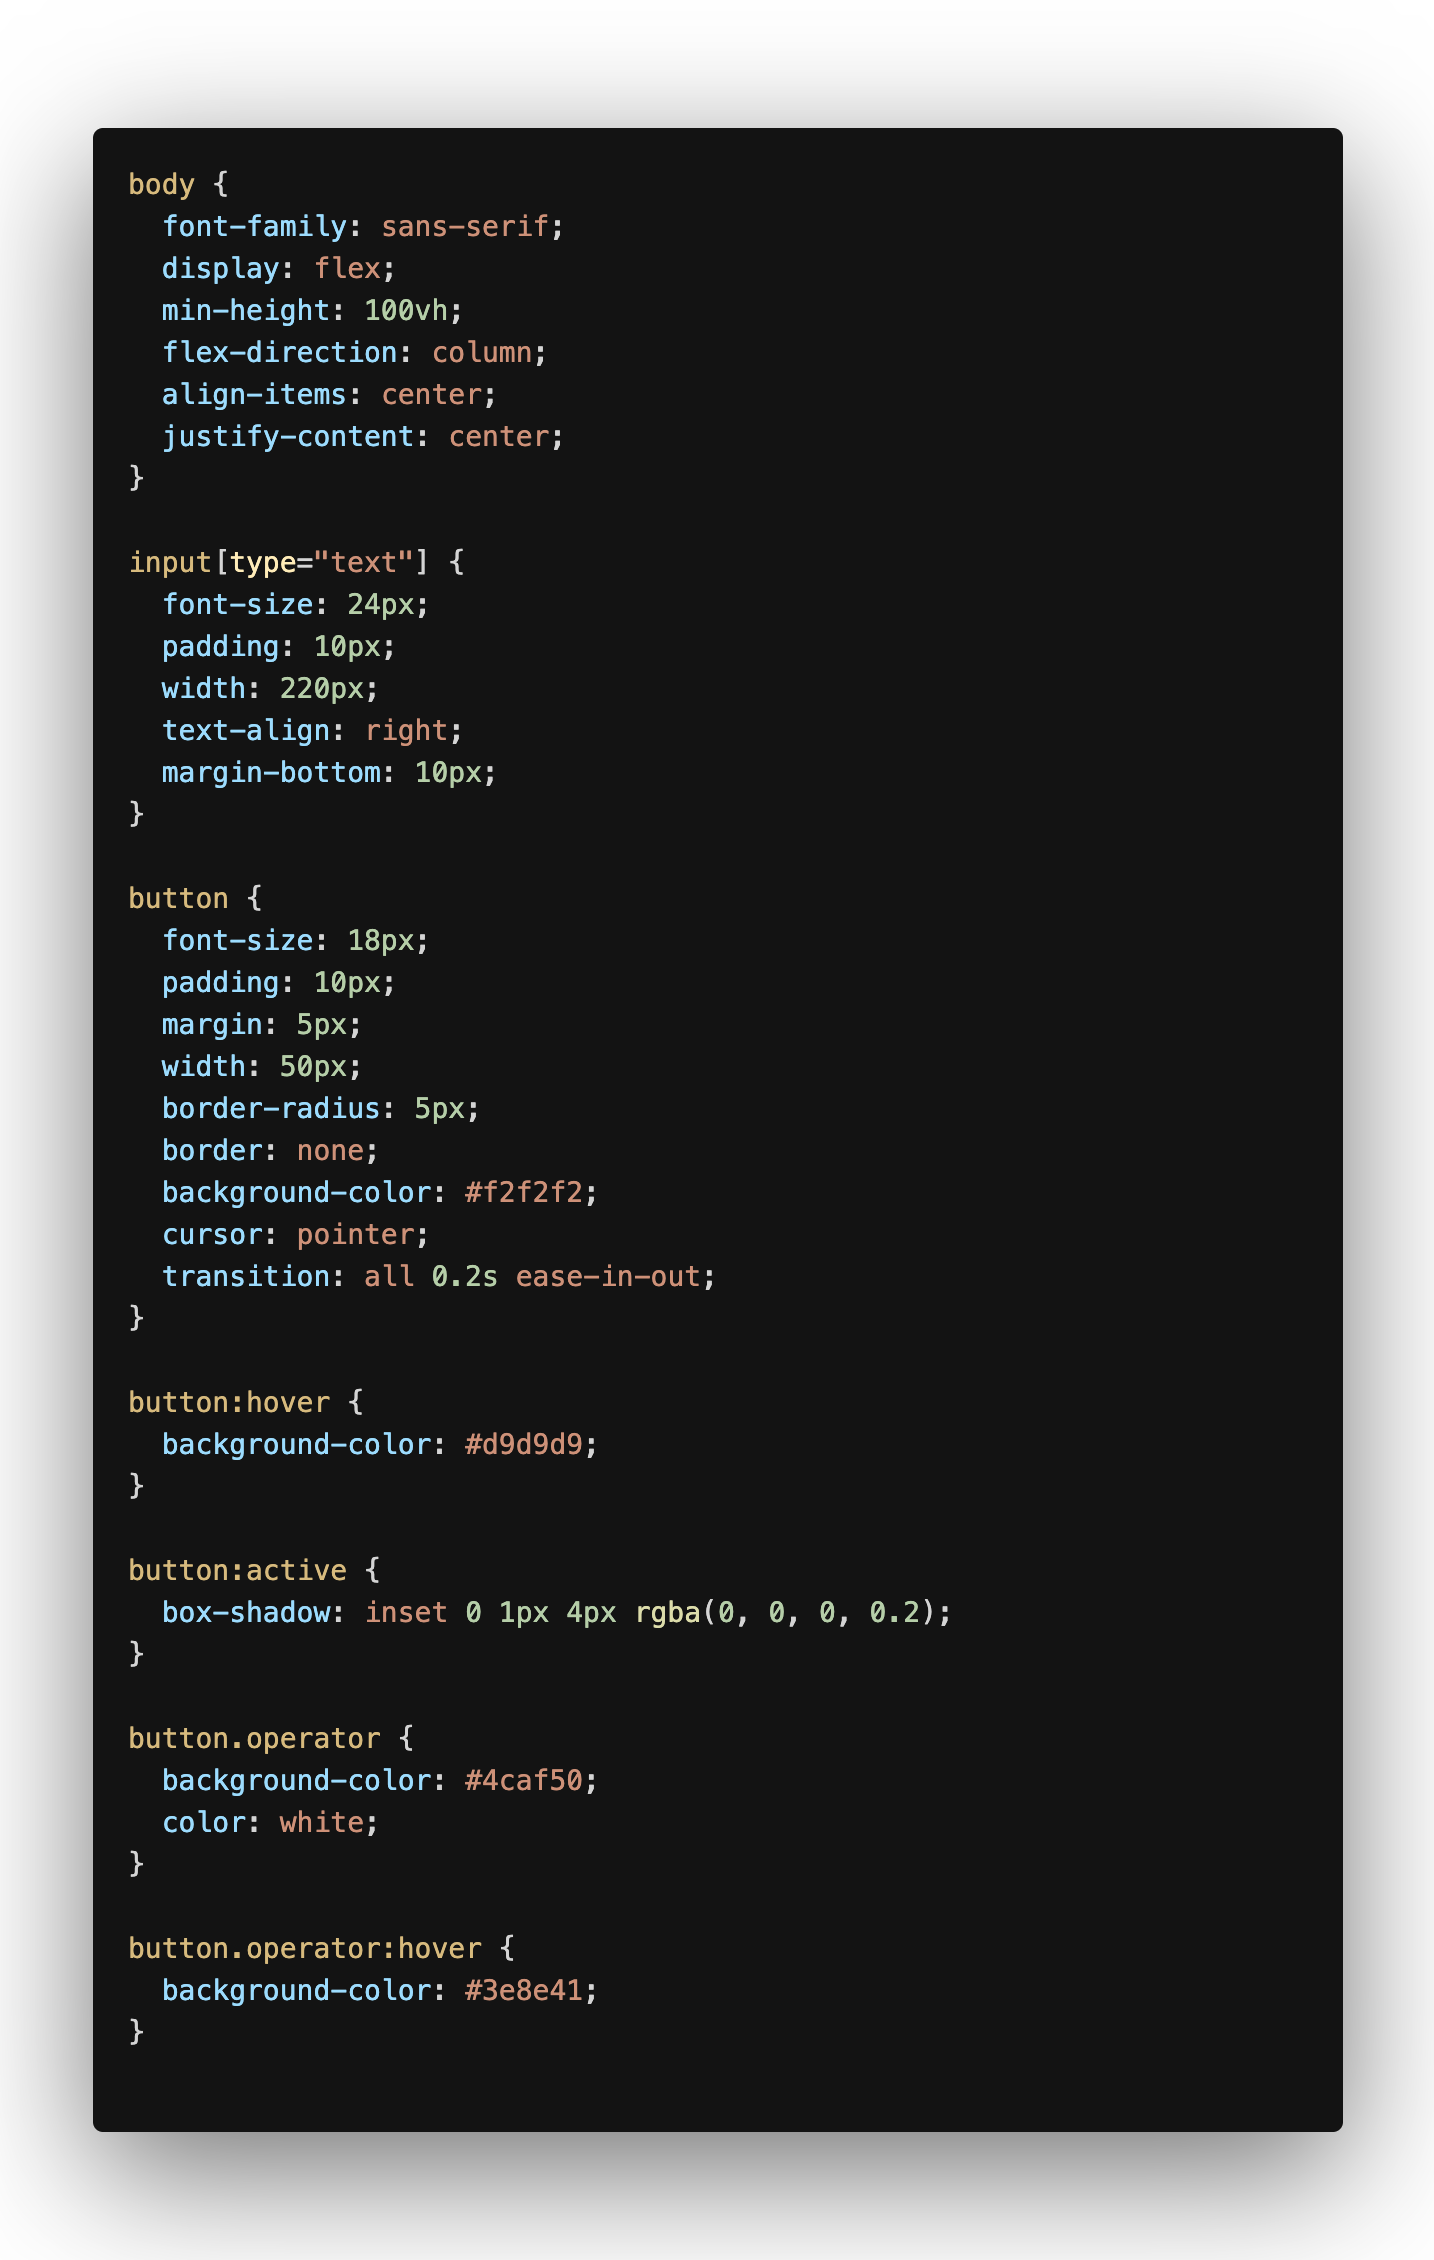 body {
  font-family: sans-serif;
  display: flex;
  min-height: 100vh;
  flex-direction: column;
  align-items: center;
  justify-content: center;
}

input[type="text"] {
  font-size: 24px;
  padding: 10px;
  width: 220px;
  text-align: right;
  margin-bottom: 10px;
}

button {
  font-size: 18px;
  padding: 10px;
  margin: 5px;
  width: 50px;
  border-radius: 5px;
  border: none;
  background-color: #f2f2f2;
  cursor: pointer;
  transition: all 0.2s ease-in-out;
}

button:hover {
  background-color: #d9d9d9;
}

button:active {
  box-shadow: inset 0 1px 4px rgba(0, 0, 0, 0.2);
}

button.operator {
  background-color: #4caf50;
  color: white;
}

button.operator:hover {
  background-color: #3e8e41;
}